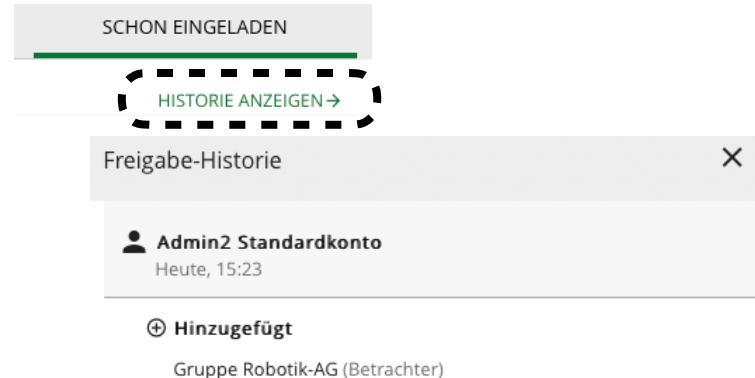 SCHON EINGELADEN
HISTORIE ANZEIGEN→
Freigabe-Historie
Admin2 Standardkonto
Heute, 15:23
Hinzugefügt
Gruppe Robotik-AG (Betrachter)